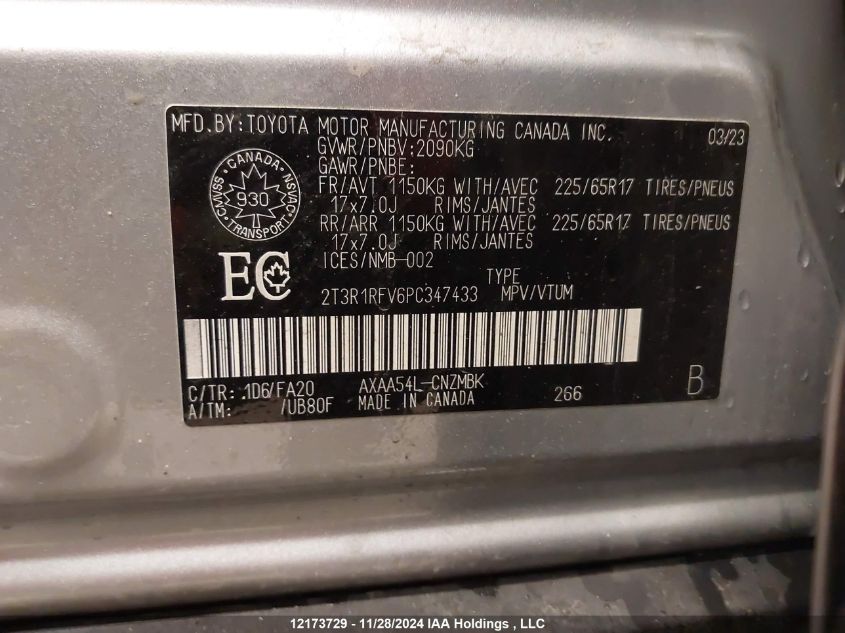 MFD.BY:TOYOTA MOTOR MANUFACTURING CANADA INC. 03/23
GVWR/PNBV:2090KG
GAWR/PNBE:
FR/AVT 1150KG WITH/AVEC 225/65R17 TIRES/PNEUS
17x7.0J RIMS/JANTES
RR/ARR 1150KG WITH/AVEC 225/65R17 TIRES/PNEUS
17x7.0J RIMS/JANTES
ICES/NMB-002
CANADA
CMVSS 930 NSVAC
TRANSPORT
EC
TYPE
2T3R1RFV6PC347433 MPV/VTUM
C/TR: 1D6/FA20 AXAA54L-CNZMBK B
A/TM: /UB80F MADE IN CANADA 266
12173729 - 11/28/2024 IAA Holdings , LLC